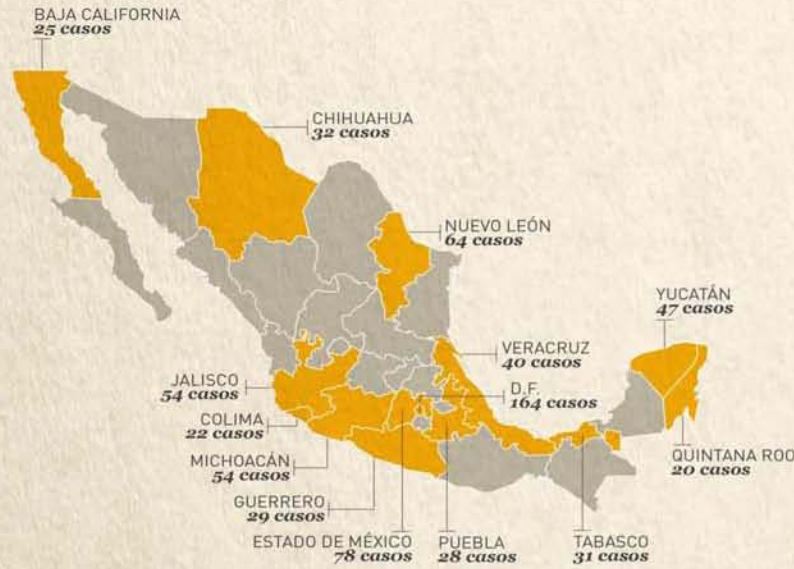 BAJA CALIFORNIA
25 casos
CHIHUAHUA
32 casos
NUEVO LEÓN
64 casos
YUCATÁN
47 casos
VERACRUZ
40 casos
D.F.
164 casos
JALISCO
54 casos
COLIMA
22 casos
MICHOACÁN
54 casos
QUINTANA ROO
20 casos
GUERRERO
29 casos
ESTADO DE MÉXICO
78 casos
PUEBLA
28 casos
TABASCO
31 casos